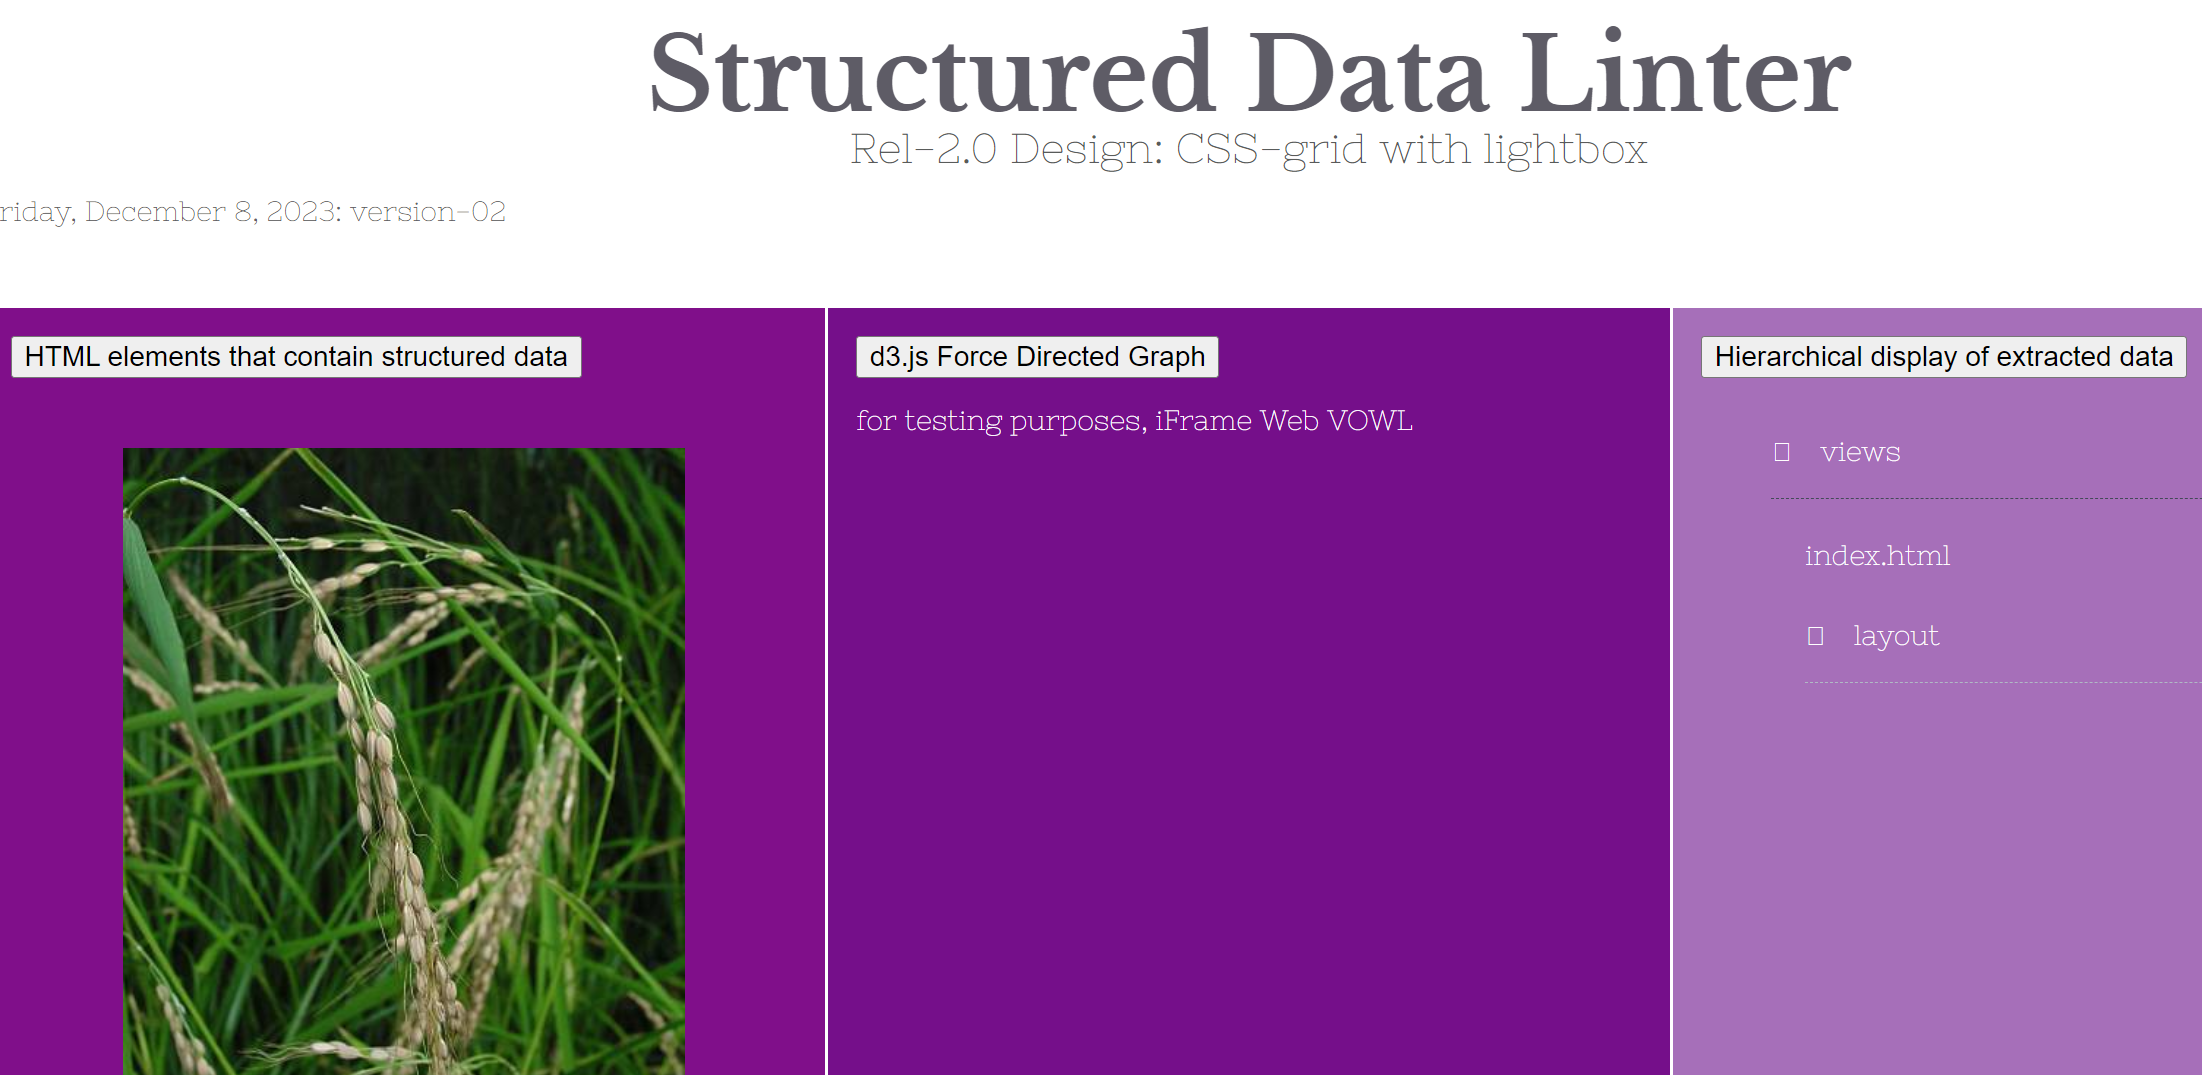 Structured Data Linter
Rel-2.0 Design: CSS-grid with lightbox
riday, December 8, 2023: version-02
HTML elements that contain structured data
d3.js Force Directed Graph
for testing purposes, iFrame Web VOWL
Hierarchical display of extracted data
views
index.html
layout